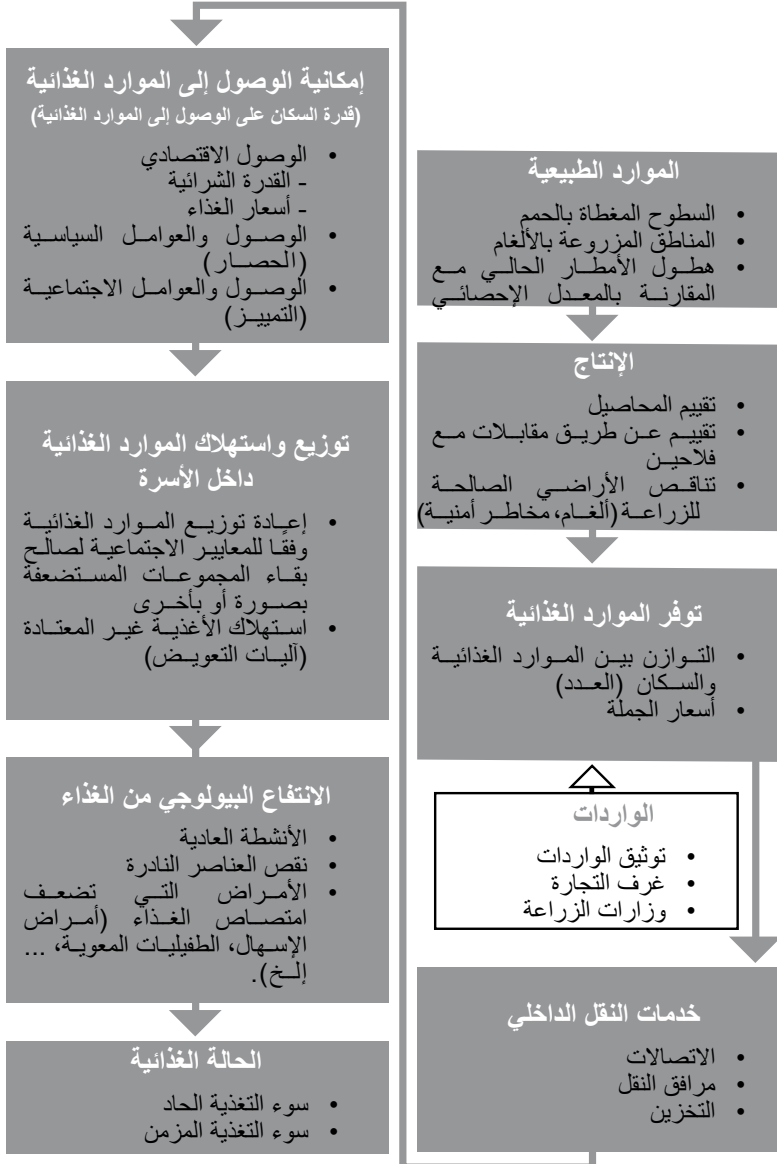 الموارد الطبيعية
• السطوح المغطاة بالحمم
• المناطق المزروعة بالألغام
• هطول الأمطار الحالي مع
المقارنة بالمعدل الإحصائي
الإنتاج
• تقييم المحاصيل
• تقييم عن طريق مقابلات مع
فلاحين
• تناقص الأراضي الصالحة
للزراعة (ألغام، مخاطر أمنية)
توفر الموارد الغذائية
• التوازن بين الموارد الغذائية
والسكان (العدد)
• أسعار الجملة
الواردات
• توثيق الواردات
• غرف التجارة
• وزارات الزراعة
خدمات النقل الداخلي
• الاتصالات
• مرافق النقل
• التخزين
إمكانية الوصول إلى الموارد الغذائية
(قدرة السكان على الوصول إلى الموارد الغذائية)
• الوصول الاقتصادي
- القدرة الشرائية
- أسعار الغذاء
• الوصول والعوامل السياسية
(الحصار)
• الوصول والعوامل الاجتماعية
(التمييز)
توزيع واستهلاك الموارد الغذائية
داخل الأسرة
• إعادة توزيع الموارد الغذائية
وفقًا للمعايير الاجتماعية لصالح
بقاء المجموعات المستضعفة
بصورة أو بأخرى
• استهلاك الأغذية غير المعتادة
(آليات التعويض)
الانتفاع البيولوجي من الغذاء
• الأنشطة العادية
• نقص العناصر النادرة
• الأمراض التي تضعف
امتصاص الغذاء (أمراض
الإسهال، الطفيليات المعوية، ...
إلخ).
الحالة الغذائية
• سوء التغذية الحاد
• سوء التغذية المزمن